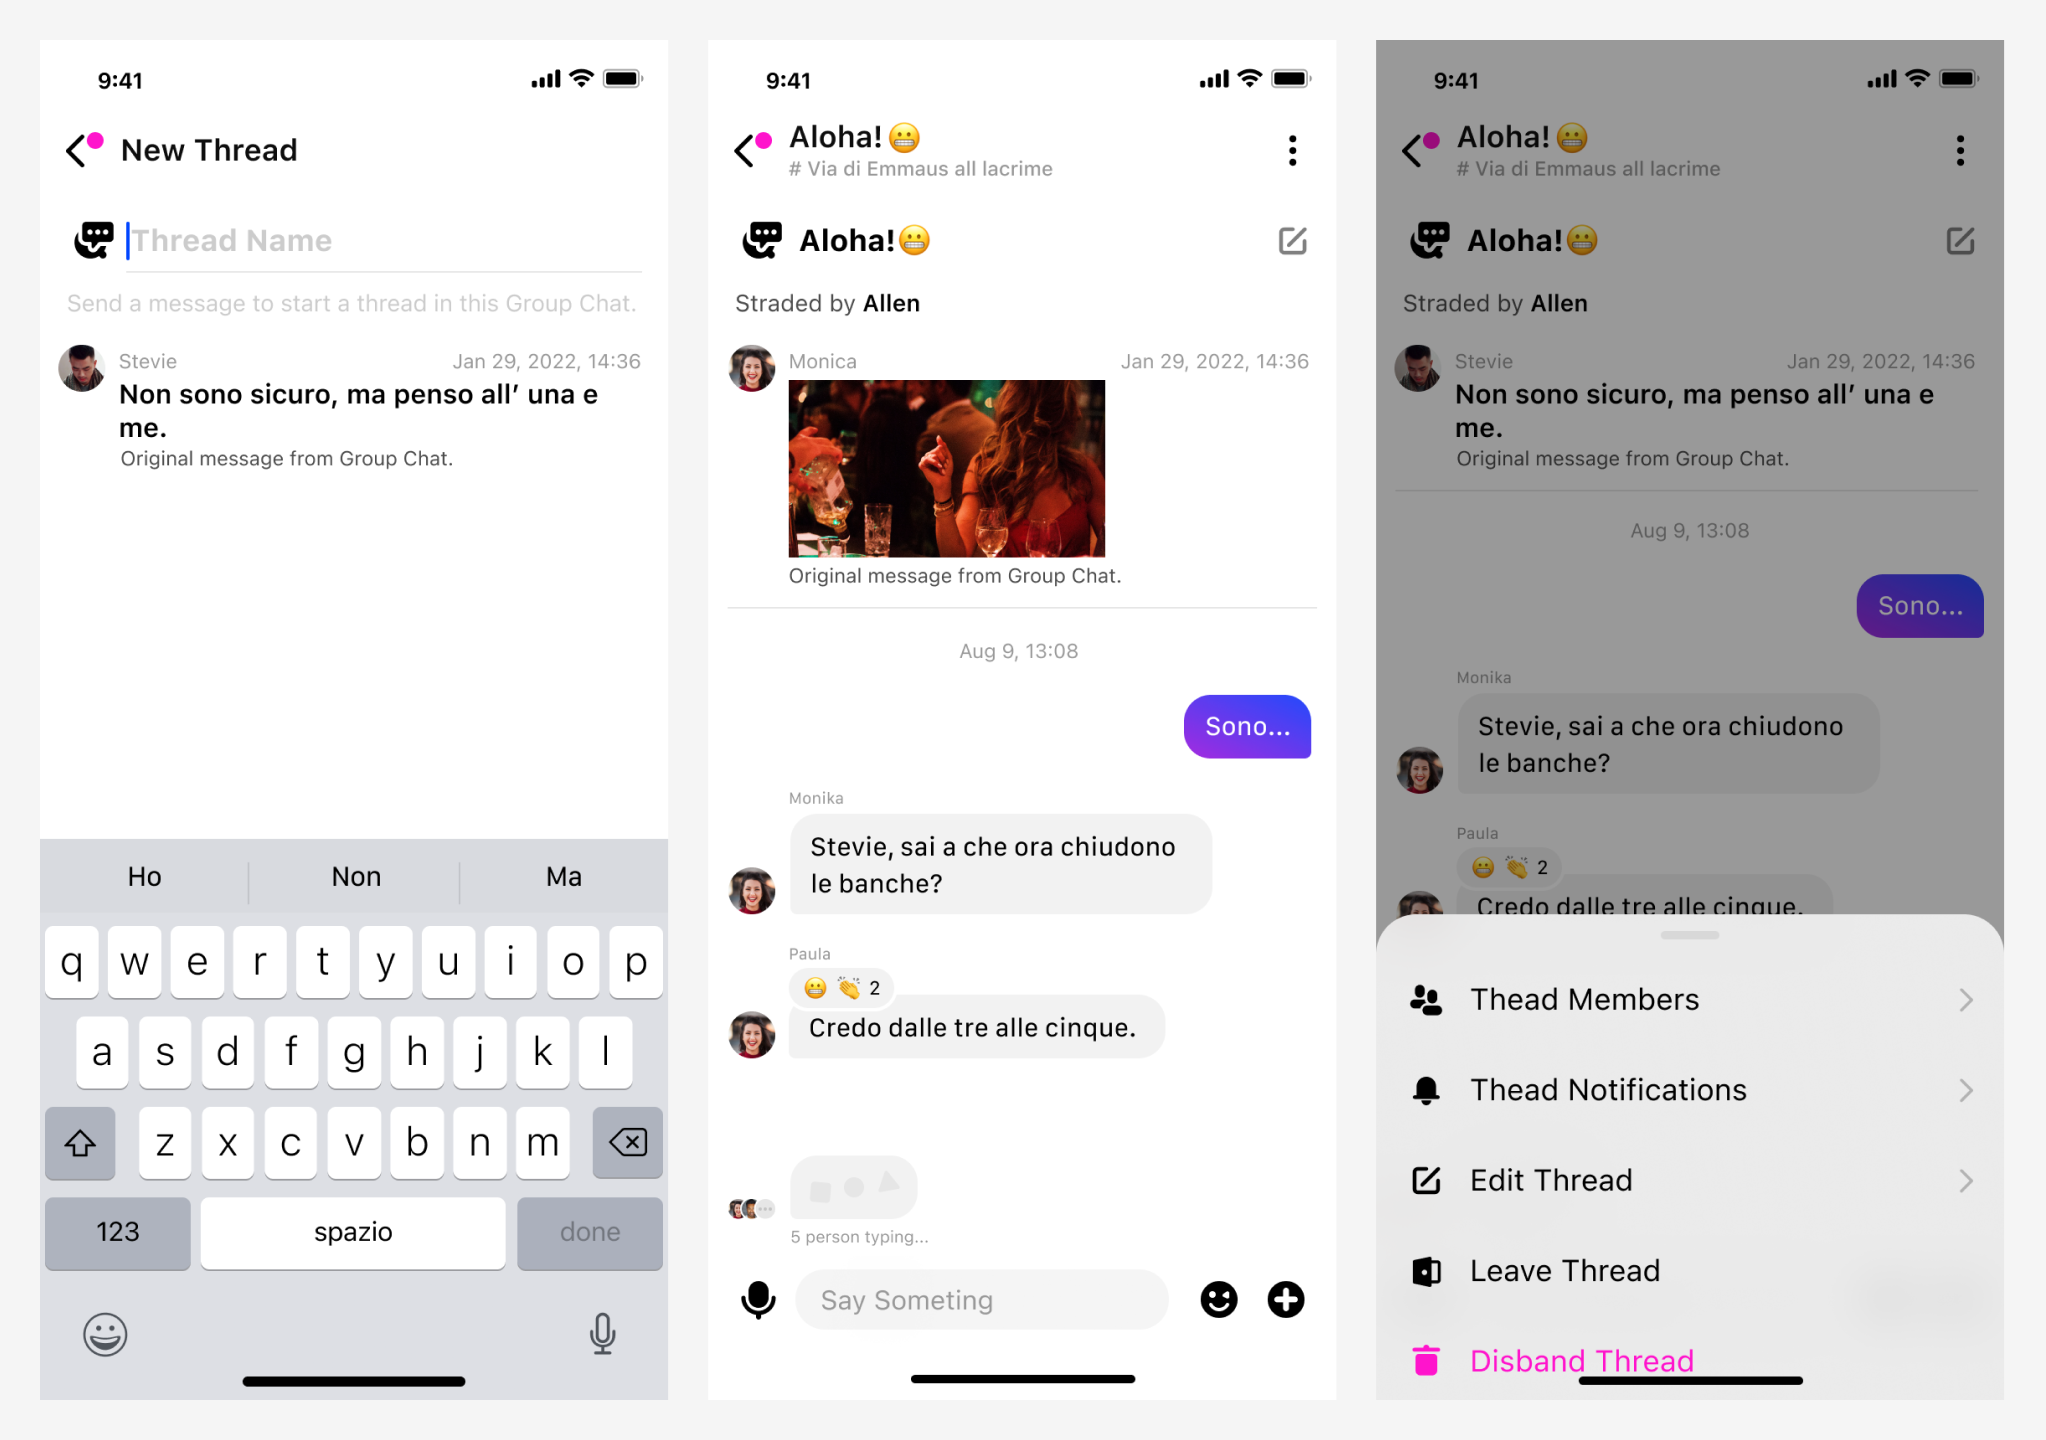 9:41
New Thread
Thread Name
Send a message to start a thread in this Group Chat.
Stevie
Jan 29, 2022, 14:36
Non sono sicuro, ma penso all’ una e
me.
Original message from Group Chat.
Ho Non Ma
q w e r t y u i o p
a s d f g h j k l
z x c v b n m
123 spazio done
9:41
Aloha!😬
# Via di Emmaus all lacrime
Aloha!😬
Straded by Allen
Monica
Jan 29, 2022, 14:36
Original message from Group Chat.
Aug 9, 13:08
Sono...
Monika
Stevie, sai a che ora chiudono
le banche?
Paula
😬 👏 2
Credo dalle tre alle cinque.
5 person typing...
Say Someting
9:41
Aloha!😬
# Via di Emmaus all lacrime
Aloha!😬
Straded by Allen
Stevie
Jan 29, 2022, 14:36
Non sono sicuro, ma penso all’ una e
me.
Original message from Group Chat.
Aug 9, 13:08
Sono...
Monika
Stevie, sai a che ora chiudono
le banche?
Paula
😬 👏 2
Credo dalle tre alle cinque.
Thead Members
Thead Notifications
Edit Thread
Leave Thread
Disband Thread